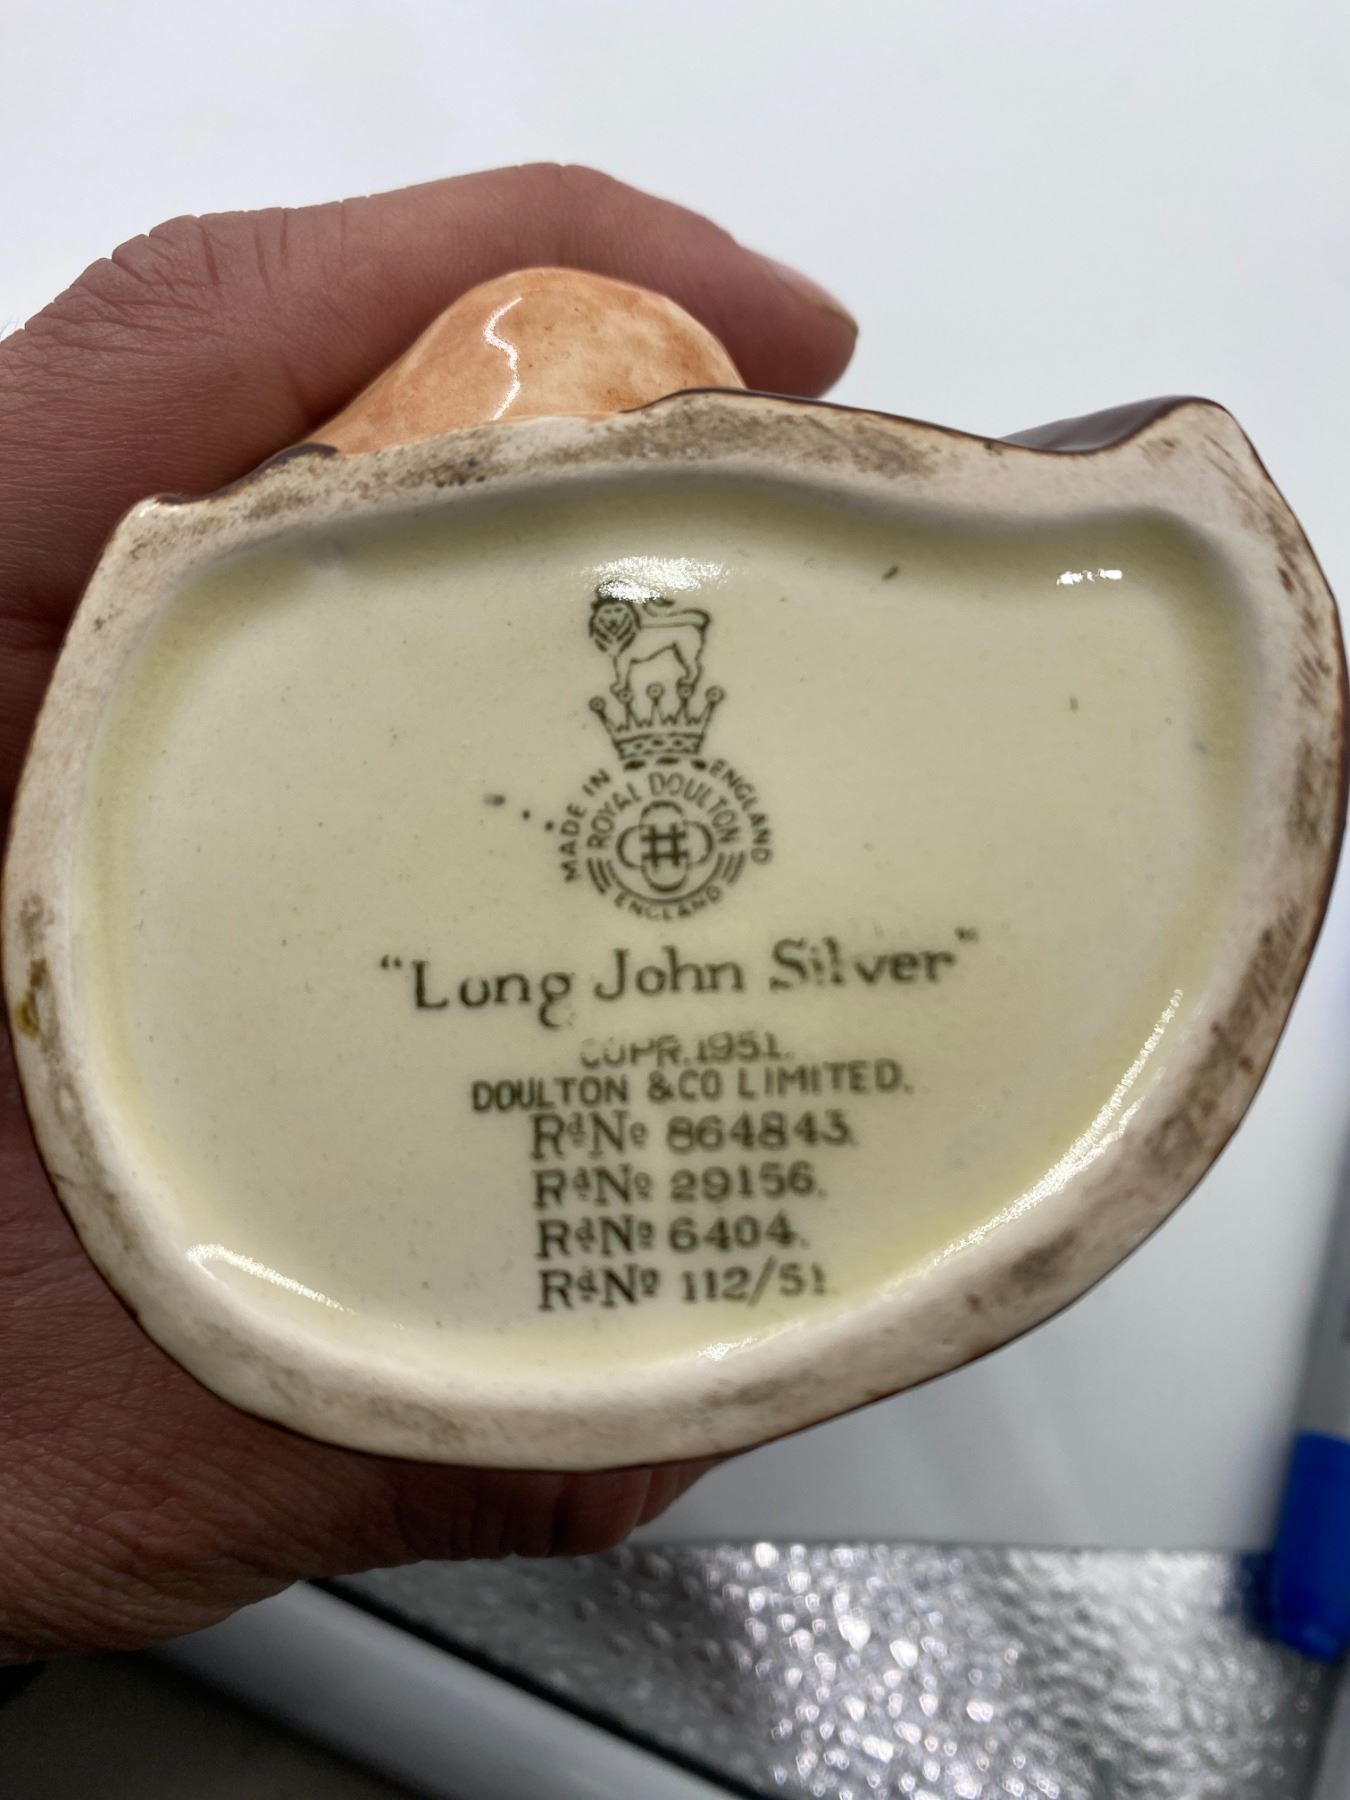 MADE IN ENGLAND
ROYAL DOULTON
ENGLAND
"Long John Silver"
COPR. 1951.
DOULTON & CO LIMITED.
Rd No 864843.
Rd No 29156.
Rd No 6404.
Rd No 112/51